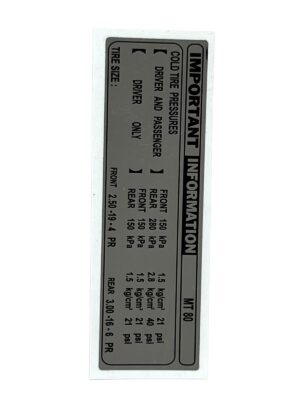 IMPORTANT INFORMATION MT 80
COLD TIRE PRESSURES
【 DRIVER AND PASSENGER 】 FRONT 150 kPa 1.5 kg/cm² 21 psi
REAR 280 kPa 2.8 kg/cm² 40 psi
【 DRIVER ONLY 】 FRONT 150 kPa 1.5 kg/cm² 21 psi
REAR 150 kPa 1.5 kg/cm² 21 psi
TIRE SIZE : FRONT 2.50-19-4 PR REAR 3.00-16-6 PR